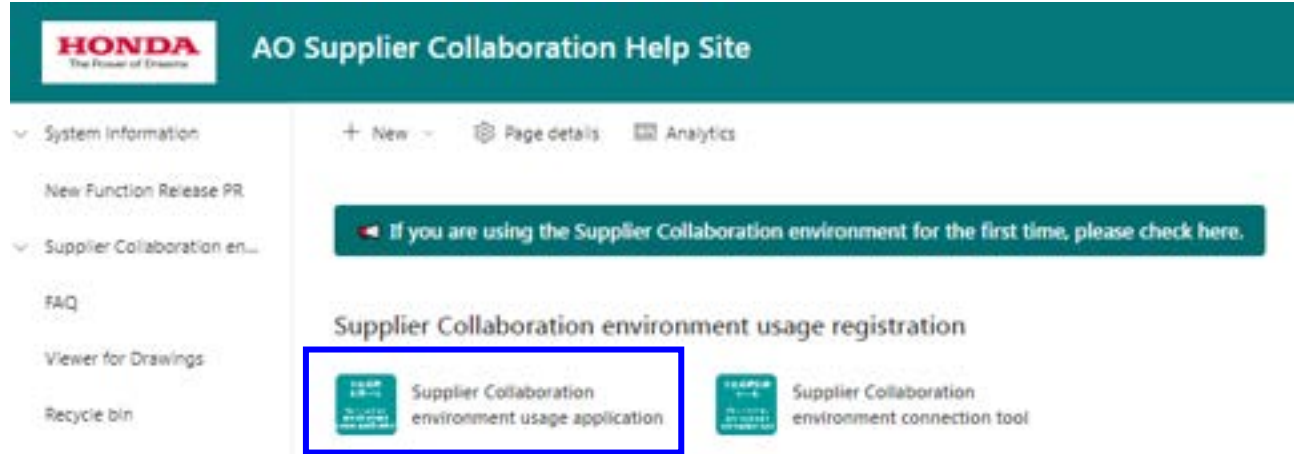 HONDA
The Power of Dreams
AO Supplier Collaboration Help Site
System Information
+ New
Page details
Analytics
New Function Release PR
If you are using the Supplier Collaboration environment for the first time, please check here.
Supplier Collaboration en...
FAQ
Supplier Collaboration environment usage registration
Viewer for Drawings
Supplier Collaboration
environment usage application
Supplier Collaboration
environment connection tool
Recycle bin